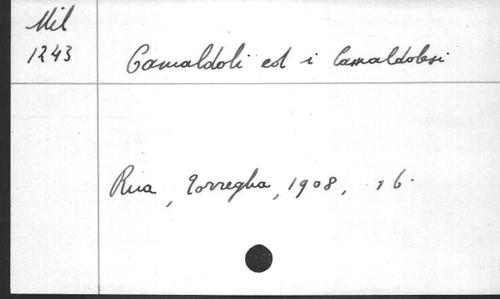 Mil
1243
Camaldoli ed i Camaldolesi
Rua, Torreglia, 1908, 16.